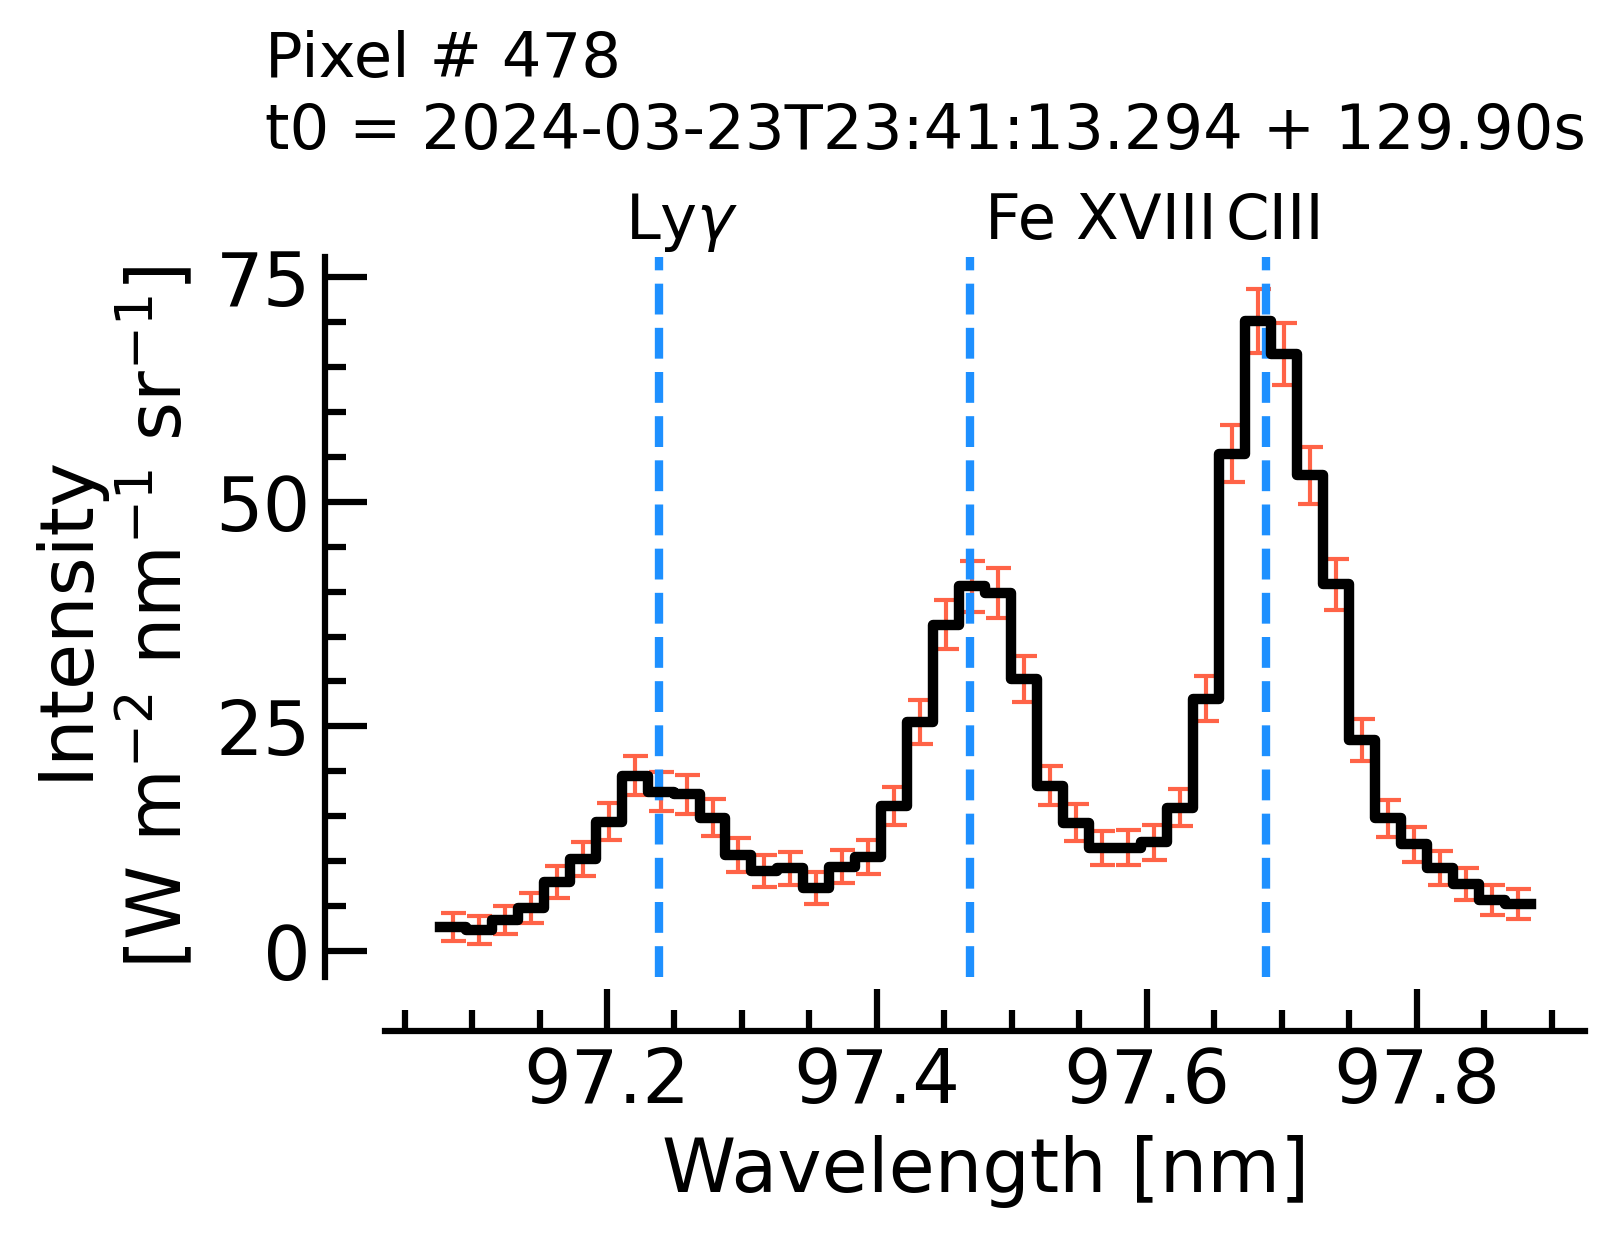 Pixel # 478
t0 = 2024-03-23T23:41:13.294 + 129.90s
Lyγ Fe XVIII CIII
75
50
25
0
Intensity
[W m⁻² nm⁻¹ sr⁻¹]
97.2 97.4 97.6 97.8
Wavelength [nm]